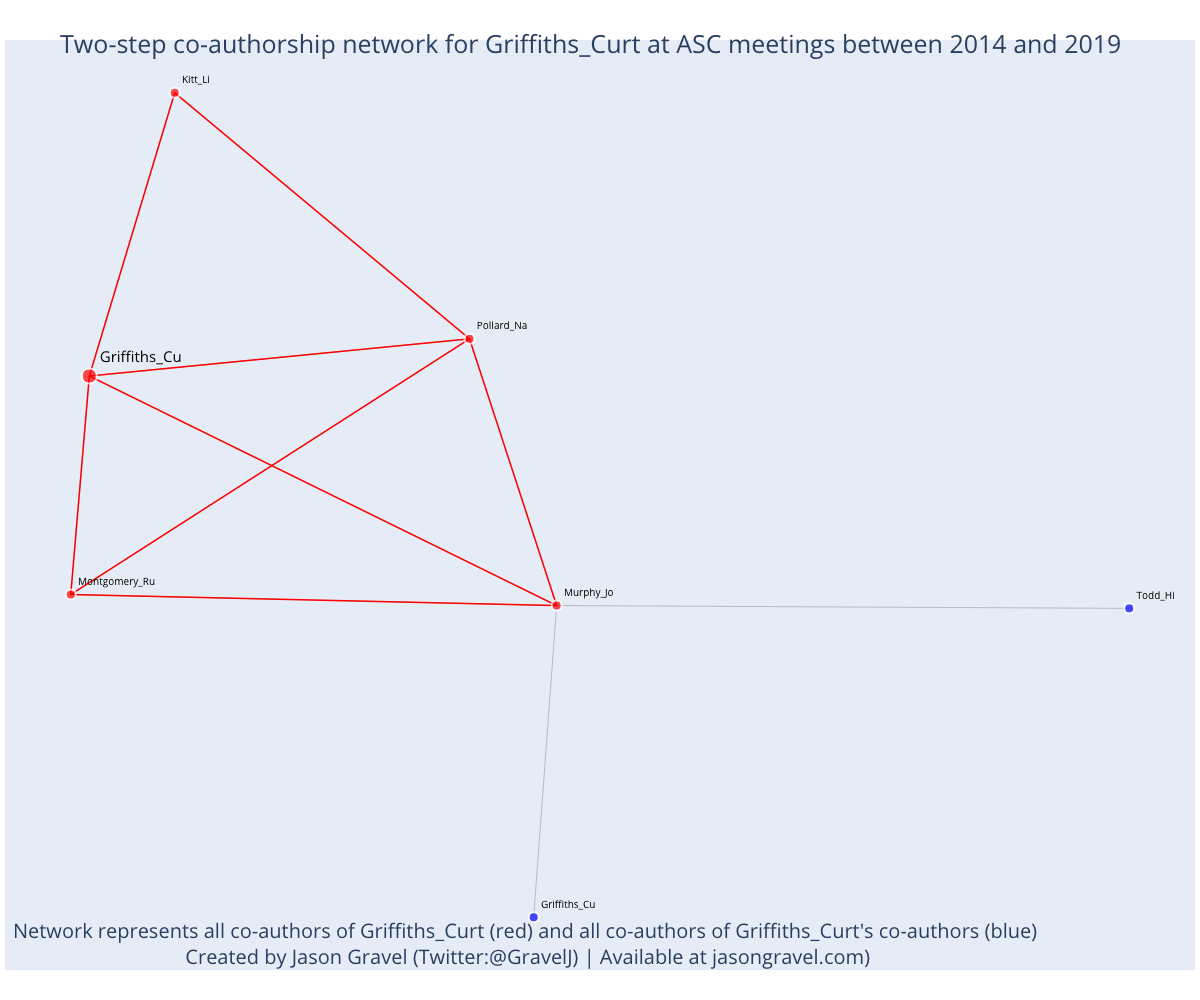 Two-step co-authorship network for Griffiths_Curt at ASC meetings between 2014 and 2019
Kitt_Li
Pollard_Na
Griffiths_Cu
Montgomery_Ru
Murphy_Jo
Todd_Hi
Griffiths_Cu
Network represents all co-authors of Griffiths_Curt (red) and all co-authors of Griffiths_Curt's co-authors (blue)
Created by Jason Gravel (Twitter:@GravelJ) | Available at jasongravel.com)